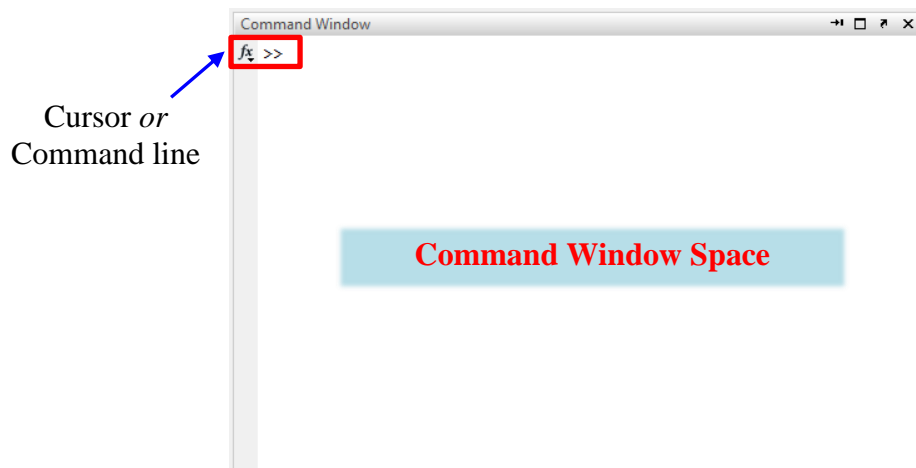 Command Window
fx >>
Cursor or
Command line
Command Window Space